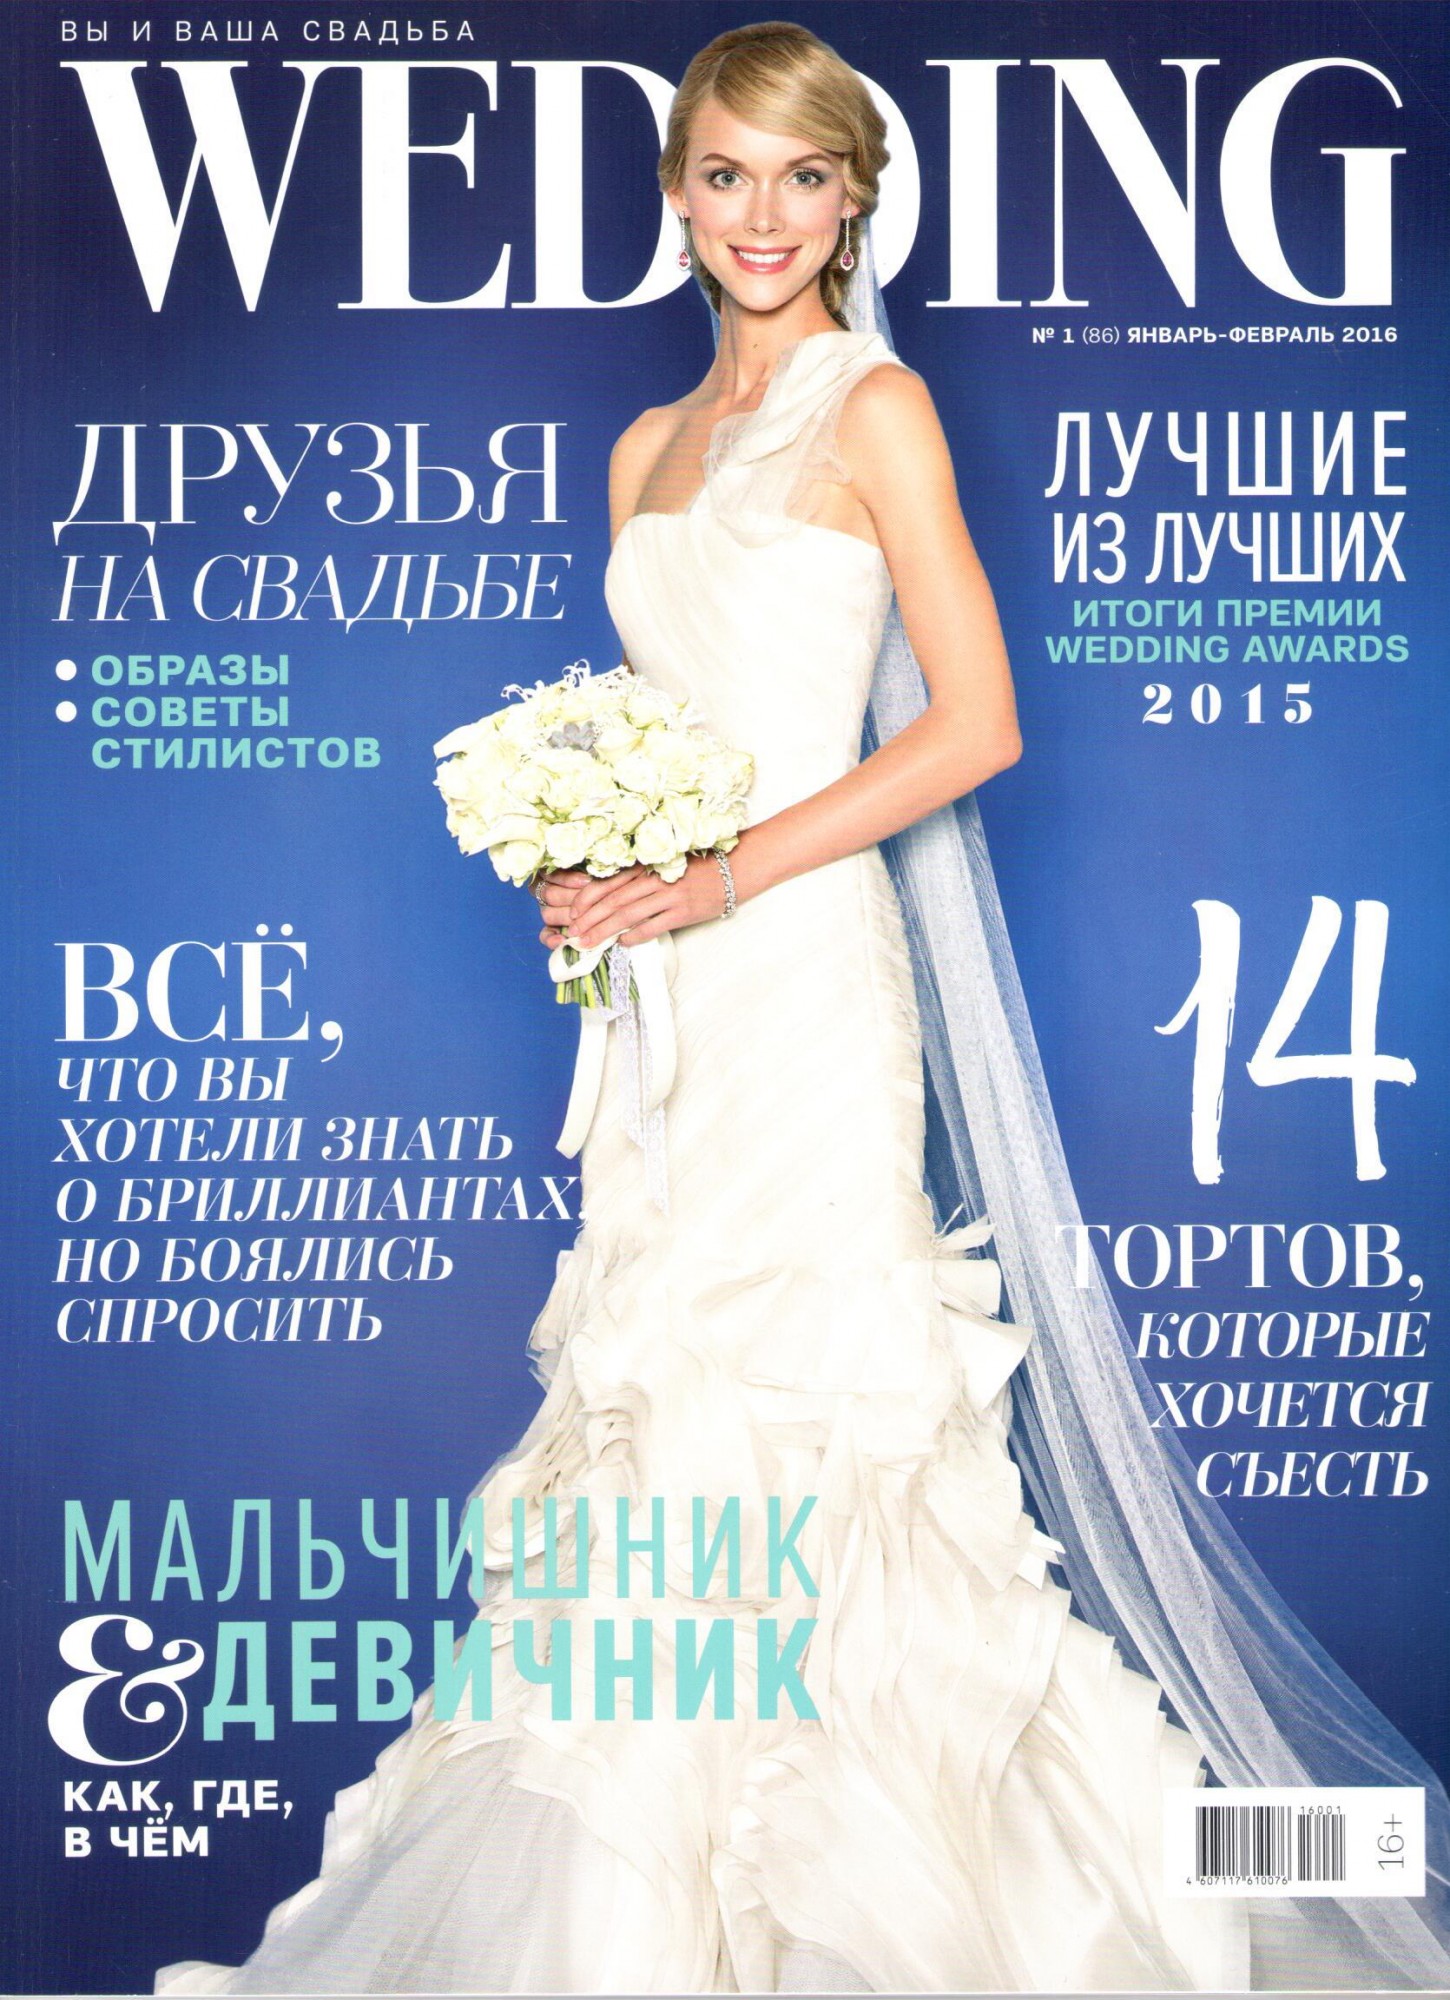 ВЫ И ВАША СВАДЬБА
WEDDING
№ 1 (86) ЯНВАРЬ-ФЕВРАЛЬ 2016
ДРУЗЬЯ
НА СВАДЬБЕ
• ОБРАЗЫ
• СОВЕТЫ
СТИЛИСТОВ
ЛУЧШИЕ
ИЗ ЛУЧШИХ
ИТОГИ ПРЕМИИ
WEDDING AWARDS
2015
ВСЁ,
ЧТО ВЫ
ХОТЕЛИ ЗНАТЬ
О БРИЛЛИАНТАХ,
НО БОЯЛИСЬ
СПРОСИТЬ
14
ТОРТОВ,
КОТОРЫЕ
ХОЧЕТСЯ
СЪЕСТЬ
МАЛЬЧИШНИК
&ДЕВИЧНИК
КАК, ГДЕ,
В ЧЁМ
16001
4 607117 610076
16+